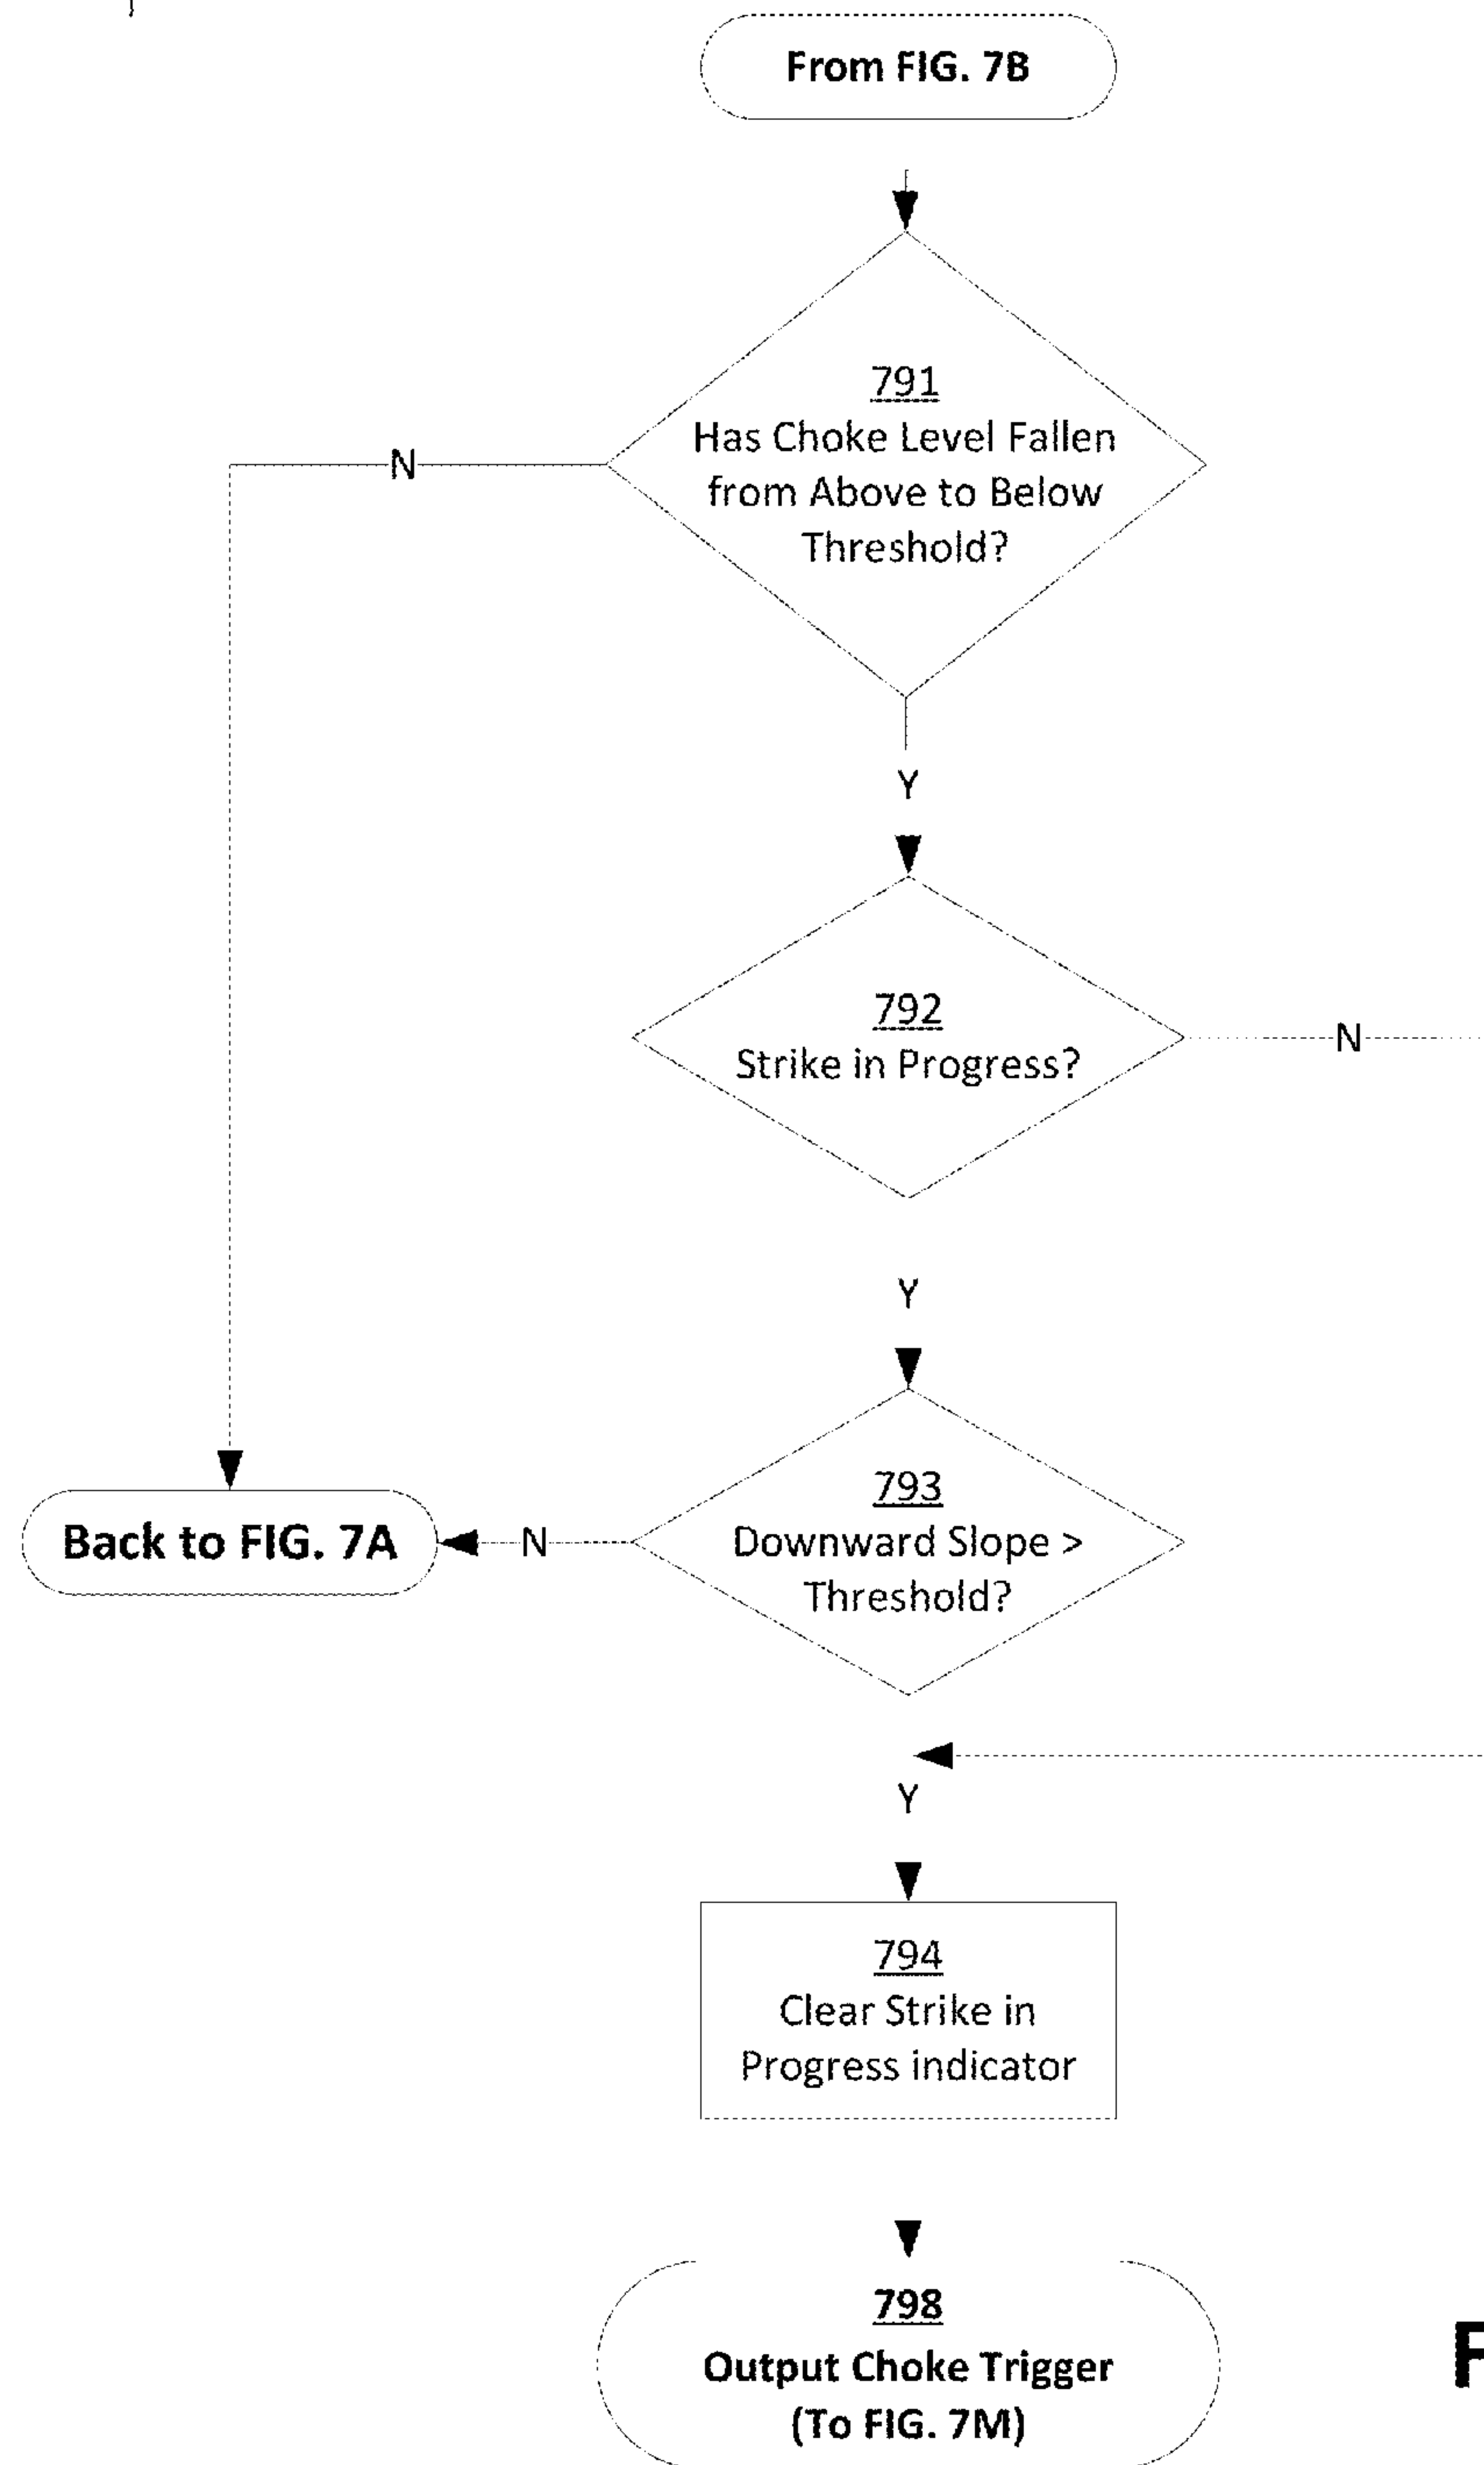 From FIG. 7B
791
Has Choke Level Fallen
from Above to Below
Threshold?
N
Y
792
Strike in Progress?
N
Y
793
Downward Slope >
Threshold?
N
Back to FIG. 7A
Y
794
Clear Strike in
Progress indicator
798
Output Choke Trigger
(To FIG. 7M)